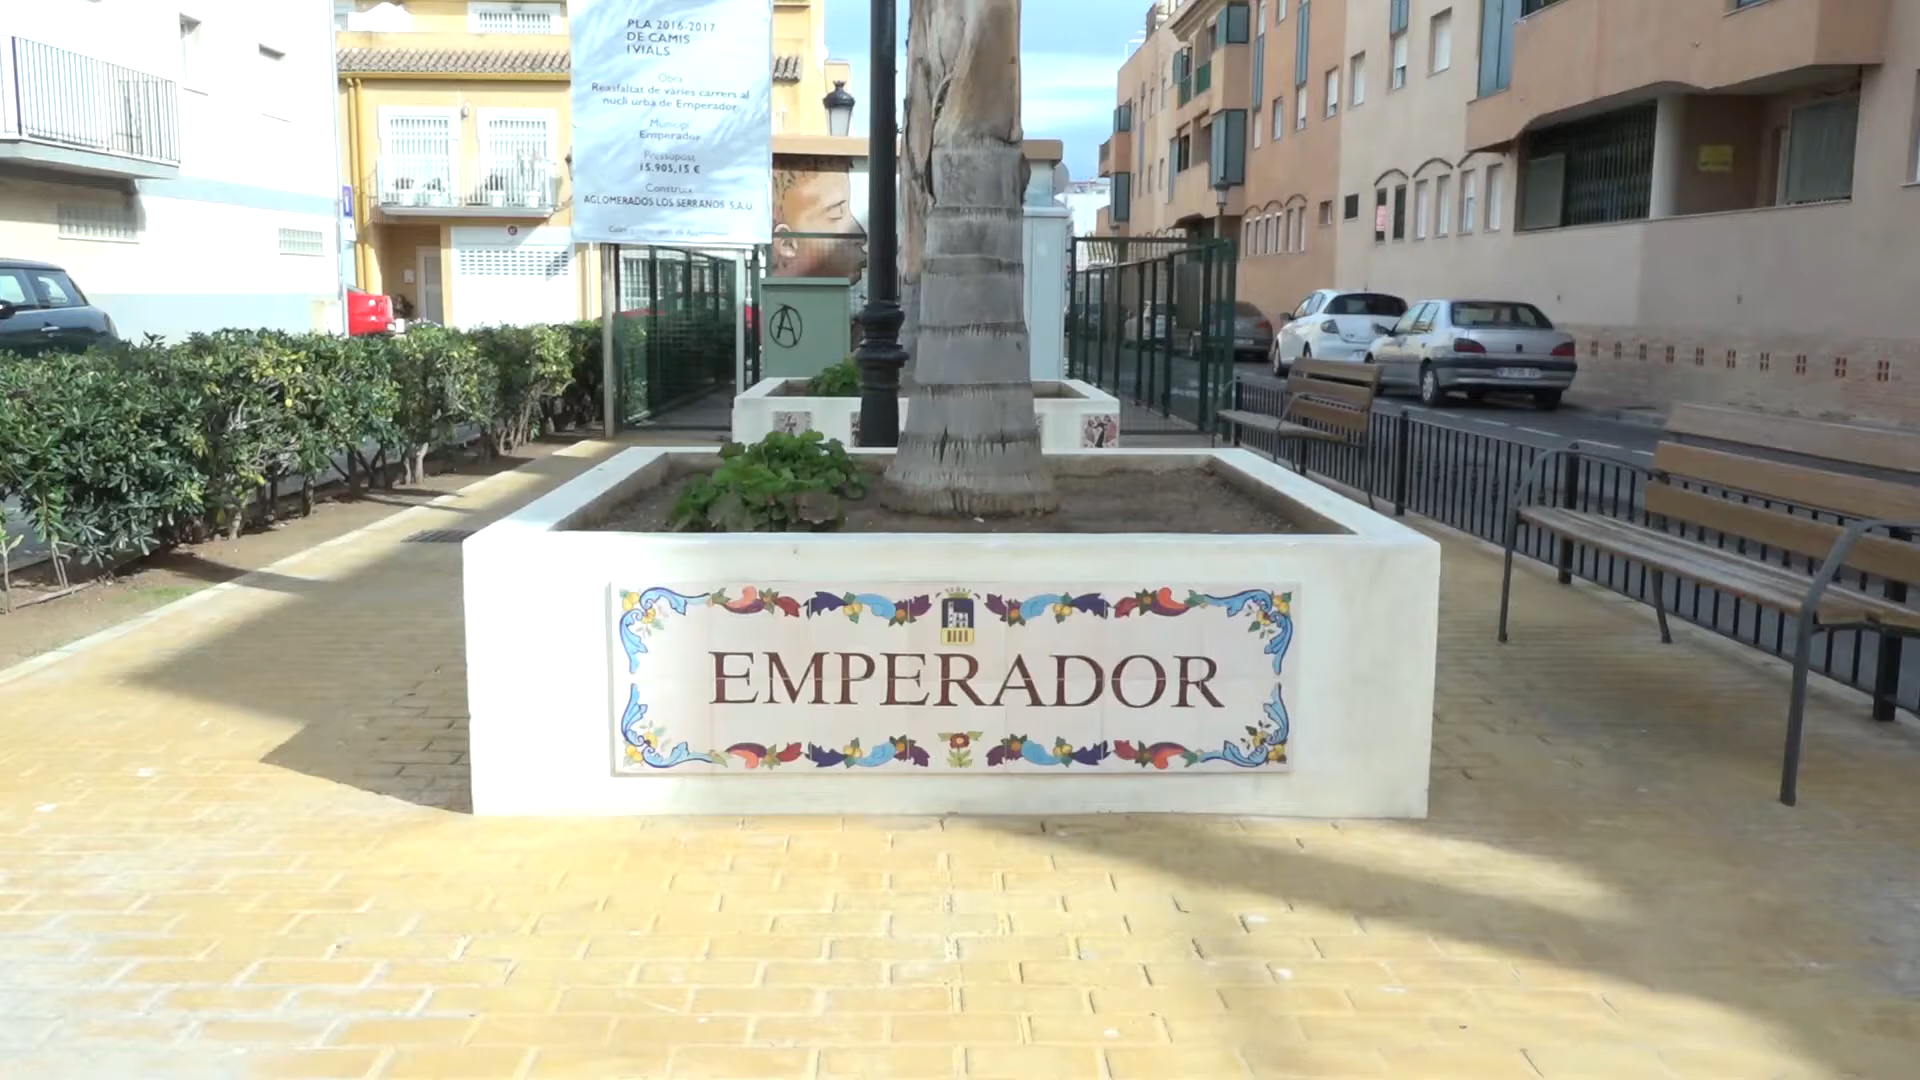 PLA 2016-2017
DE CAMIS
I VIALS
Obra
Reasfaltat de vàries carrers al
nucli urbà de Emperador
Municipi
Emperador
Pressupost
15.905,15 €
Construix
AGLOMERADOS LOS SERRANOS S.A.U.
EMPERADOR